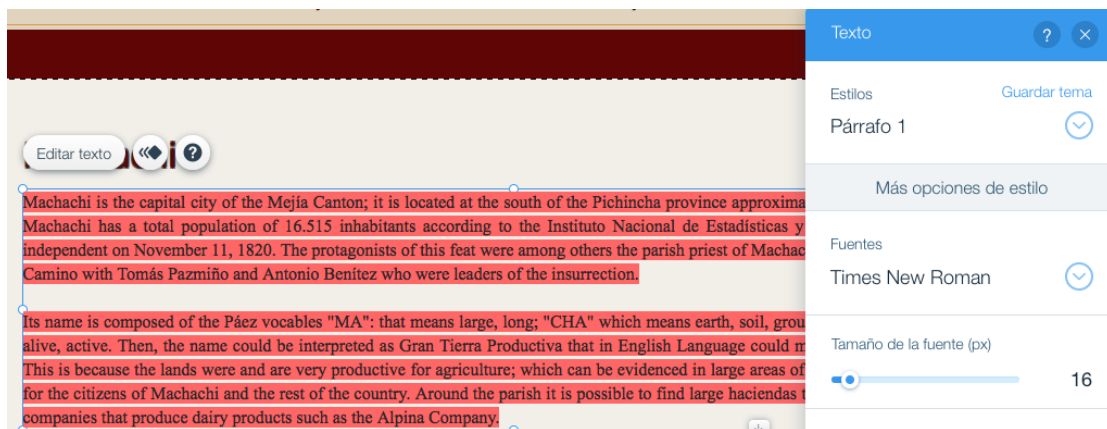 Texto
?
Estilos
Guardar tema
Párrafo 1
Editar texto
?
Más opciones de estilo
Machachi is the capital city of the Mejía Canton; it is located at the south of the Pichincha province
Machachi has a total population of 16.515 inhabitants according to the Instituto Nacional de Estadísticas y
independent on November 11, 1820. The protagonists of this feat were among others the parish priest of
Camino with Tomás Pazmiño and Antonio Benítez who were leaders of the insurrection.
Fuentes
Times New Roman
Its name is composed of the Páez vocables "MA": that means large, long; "CHA" which means earth, soil,
alive, active. Then, the name could be interpreted as Gran Tierra Productiva that in English Language could
This is because the lands were and are very productive for agriculture; which can be evidenced in large areas of
for the citizens of Machachi and the rest of the country. Around the parish it is possible to find large haciendas
companies that produce dairy products such as the Alpina Company.
Tamaño de la fuente (px)
16